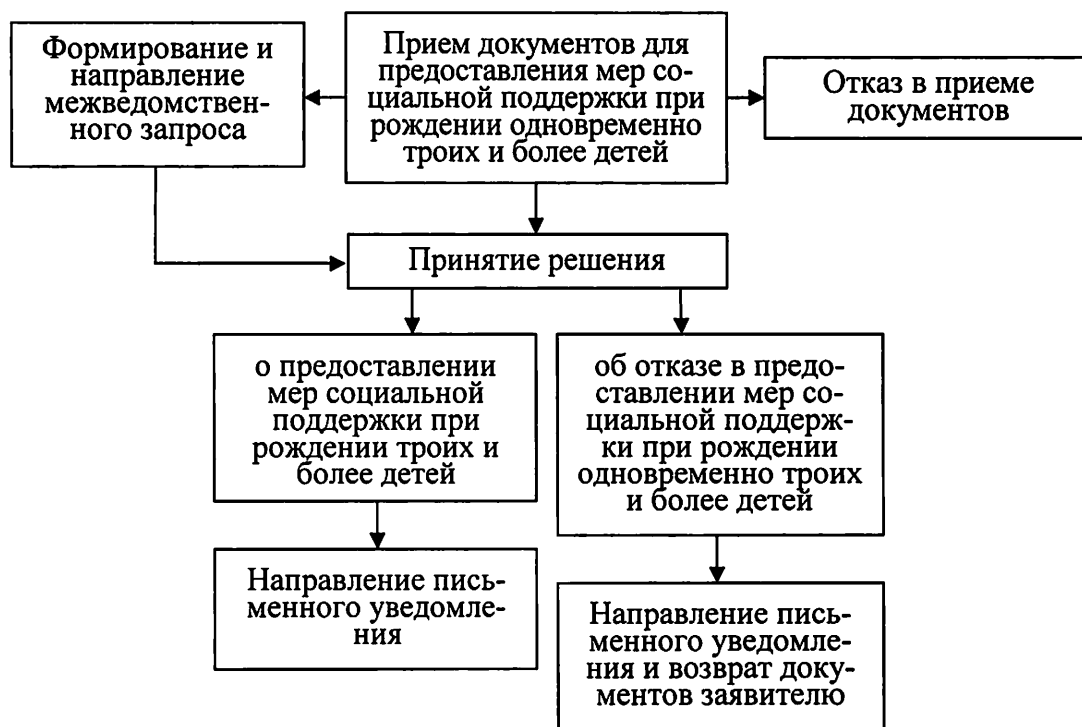 Формирование и
направление
межведомствен-
ного запроса
Прием документов для
предоставления мер со-
циальной поддержки при
рождении одновременно
троих и более детей
Отказ в приеме
документов
Принятие решения
о предоставлении
мер социальной
поддержки при
рождении троих и
более детей
об отказе в предо-
ставлении мер со-
циальной поддерж-
ки при рождении
одновременно троих
и более детей
Направление пись-
менного уведомле-
ния
Направление пись-
менного уведомле-
ния и возврат доку-
ментов заявителю